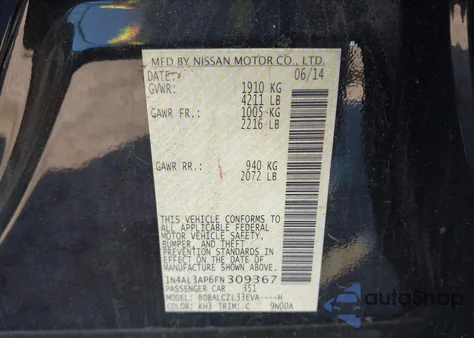 MFD BY NISSAN MOTOR CO., LTD.
DATE: 06/14
GVWR: 1910 KG
4211 LB
GAWR FR.: 1005 KG
2216 LB
GAWR RR.: 940 KG
2072 LB
THIS VEHICLE CONFORMS TO
ALL APPLICABLE FEDERAL
MOTOR VEHICLE SAFETY,
BUMPER, AND THEFT
PREVENTION STANDARDS
IN EFFECT ON THE DATE OF
MANUFACTURE SHOWN ABOVE.
1N4AL3AP6FN309367
PASSENGER CAR 3S1
MODEL: BDBALCZL33EVA----H
COLOR: KH3 TRIM: C 9N00A
autoShop